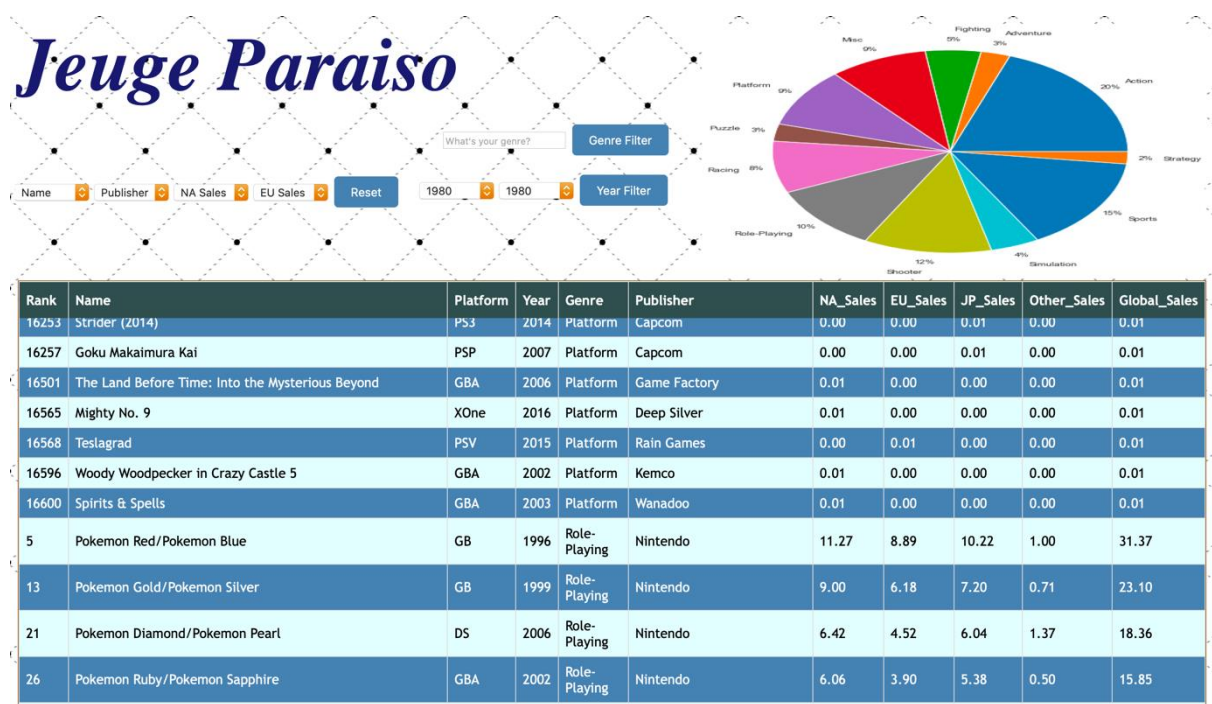 Jeuge Paraiso
What's your genre? Genre Filter
Name Publisher NA Sales EU Sales Reset 1980 1980 Year Filter
Fighting
5%
Adventure
3%
Misc
9%
Action
20%
Platform 9%
Puzzle 3%
Racing 8%
2% Strategy
15% Sports
Role-Playing 10%
12%
Shooter
4%
Simulation
Rank Name Platform Year Genre Publisher NA_Sales EU_Sales JP_Sales Other_Sales Global_Sales
16253 Strider (2014) PS3 2014 Platform Capcom 0.00 0.00 0.01 0.00 0.01
16257 Goku Makaimura Kai PSP 2007 Platform Capcom 0.00 0.00 0.01 0.00 0.01
16501 The Land Before Time: Into the Mysterious Beyond GBA 2006 Platform Game Factory 0.01 0.00 0.00 0.00 0.01
16565 Mighty No. 9 XOne 2016 Platform Deep Silver 0.01 0.00 0.00 0.00 0.01
16568 Teslagrad PSV 2015 Platform Rain Games 0.00 0.01 0.00 0.00 0.01
16596 Woody Woodpecker in Crazy Castle 5 GBA 2002 Platform Kemco 0.01 0.00 0.00 0.00 0.01
16600 Spirits & Spells GBA 2003 Platform Wanadoo 0.01 0.00 0.00 0.00 0.01
5 Pokemon Red/Pokemon Blue GB 1996 Role-Playing Nintendo 11.27 8.89 10.22 1.00 31.37
13 Pokemon Gold/Pokemon Silver GB 1999 Role-Playing Nintendo 9.00 6.18 7.20 0.71 23.10
21 Pokemon Diamond/Pokemon Pearl DS 2006 Role-Playing Nintendo 6.42 4.52 6.04 1.37 18.36
26 Pokemon Ruby/Pokemon Sapphire GBA 2002 Role-Playing Nintendo 6.06 3.90 5.38 0.50 15.85